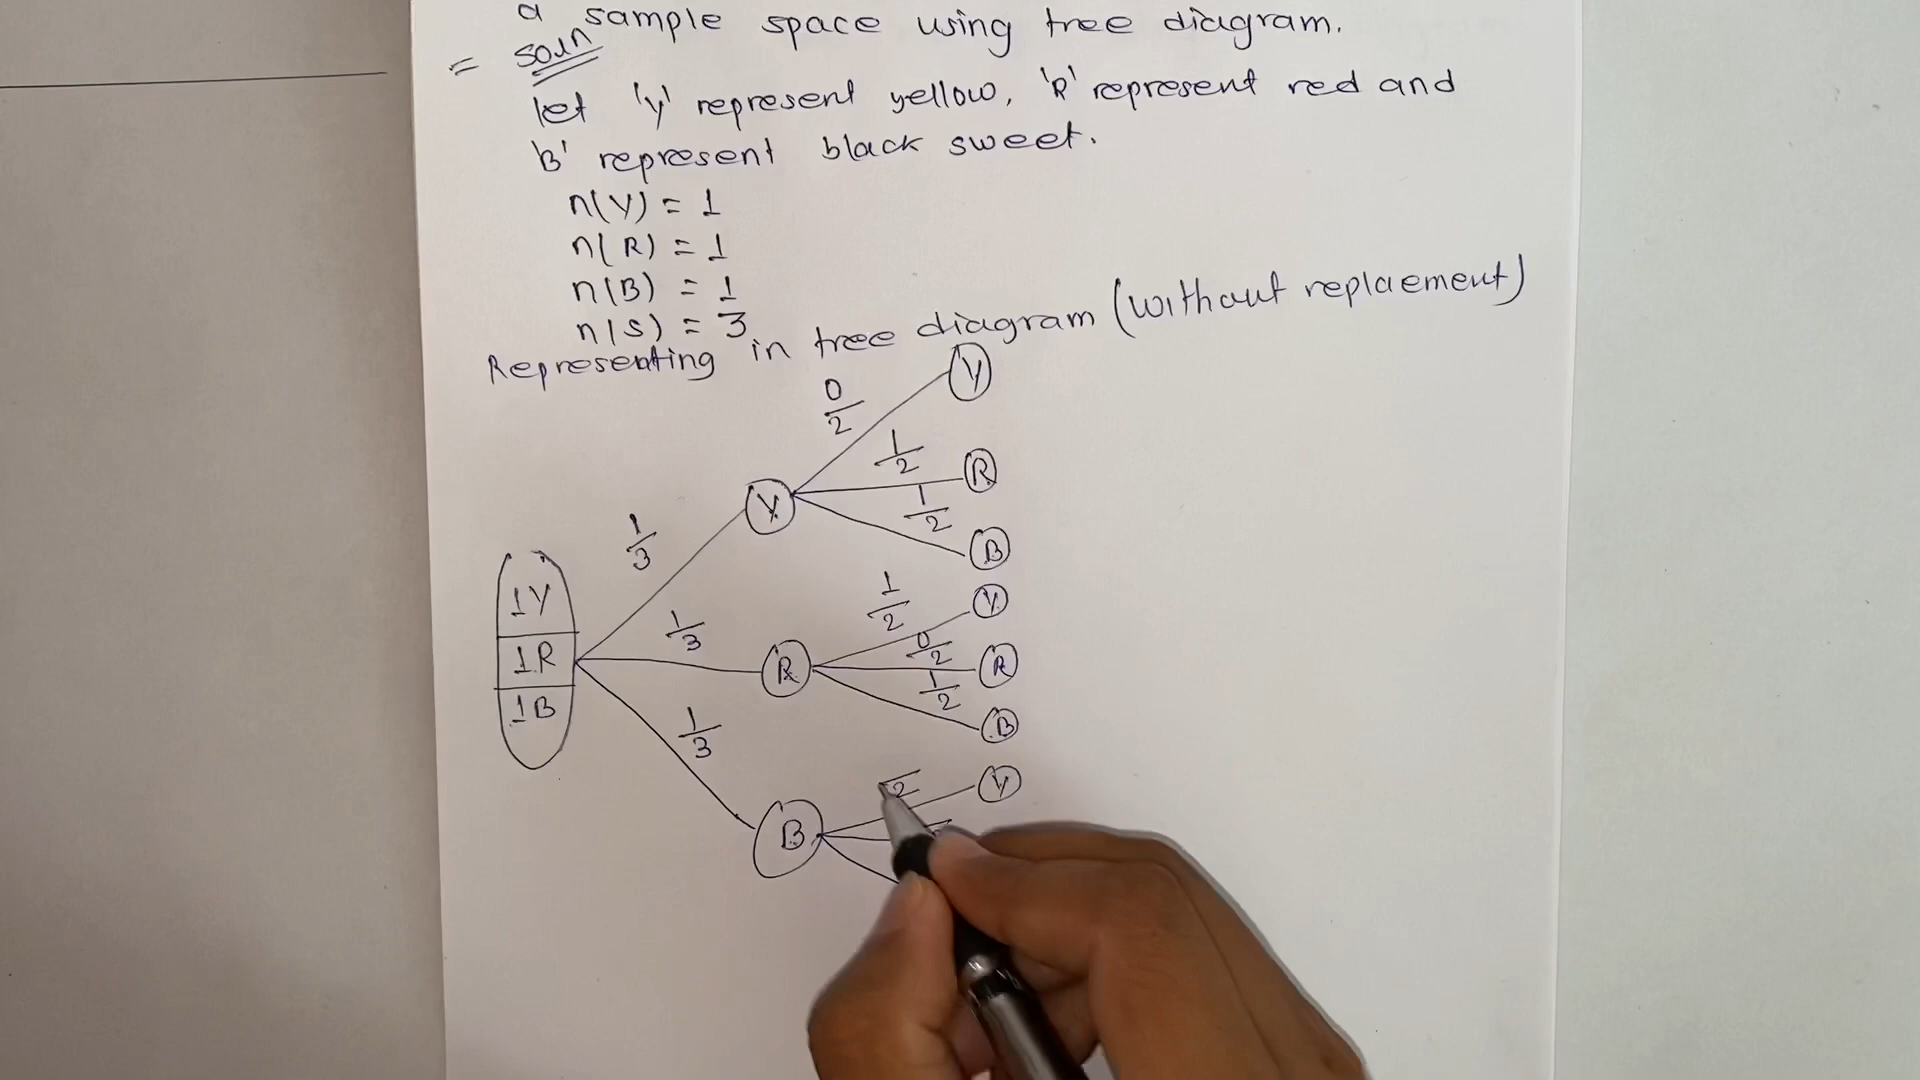 a sample space using tree diagram.
= soln
let 'y' represent yellow, 'R' represent red and
'B' represent black sweet.
n(Y) = 1
n(R) = 1
n(B) = 1
n(S) = 3
Representing in tree diagram (without replaement)
0/2 Y
1/2 R
Y
1/2 B
1/3
1/2 Y
1Y
1/3
0/2 R
1R
R
1/2 B
1B
1/3
2 Y
B